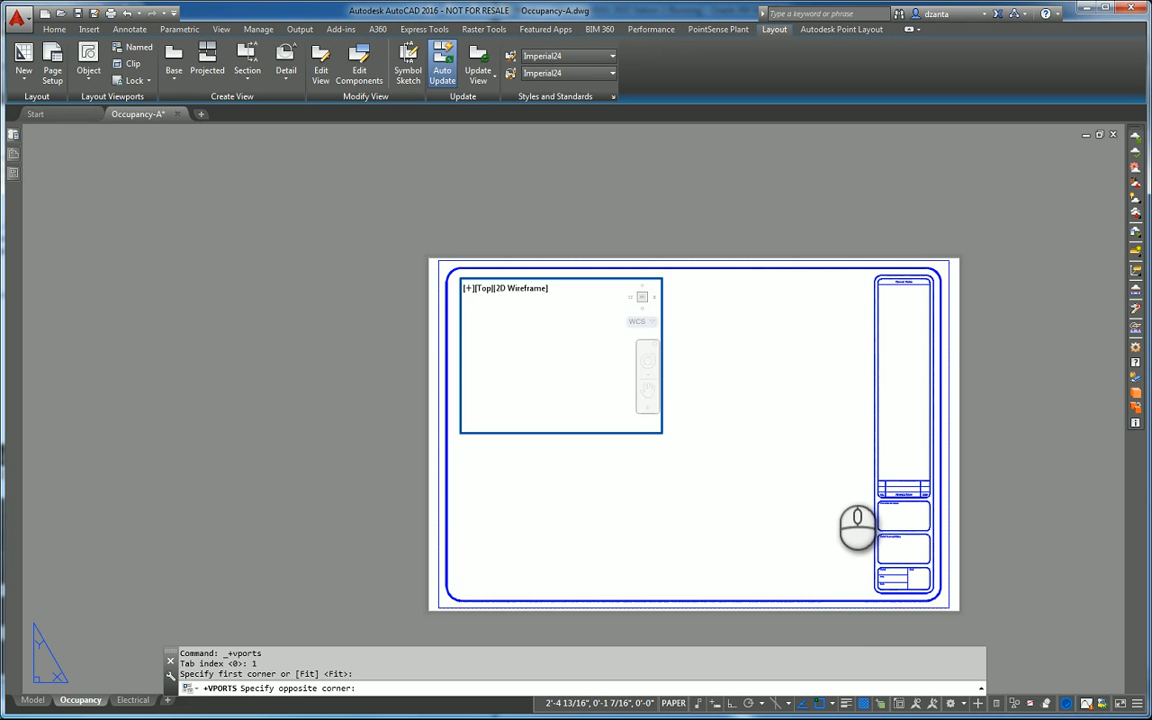 Autodesk AutoCAD 2016 - NOT FOR RESALE Occupancy-A.dwg
Type a keyword or phrase
dzanta
Home Insert Annotate Parametric View Manage Output Add-ins A360 Express Tools Raster Tools Featured Apps BIM 360 Performance PointSense Plant Layout Autodesk Point Layout
Named
Clip
Lock
New
Page Setup
Object
Base
Projected
Section
Detail
Edit View
Edit Components
Symbol Sketch
Auto Update
Update View
Imperial24
Imperial24
Layout
Layout Viewports
Create View
Modify View
Update
Styles and Standards
Start
Occupancy-A*
[+][Top][2D Wireframe]
WCS
Y
X
Command: _+vports
Tab index <0>: 1
Specify first corner or [Fit] <Fit>:
+VPORTS Specify opposite corner:
Model Occupancy Electrical
2'-4 13/16", 0'-1 7/16", 0'-0" PAPER